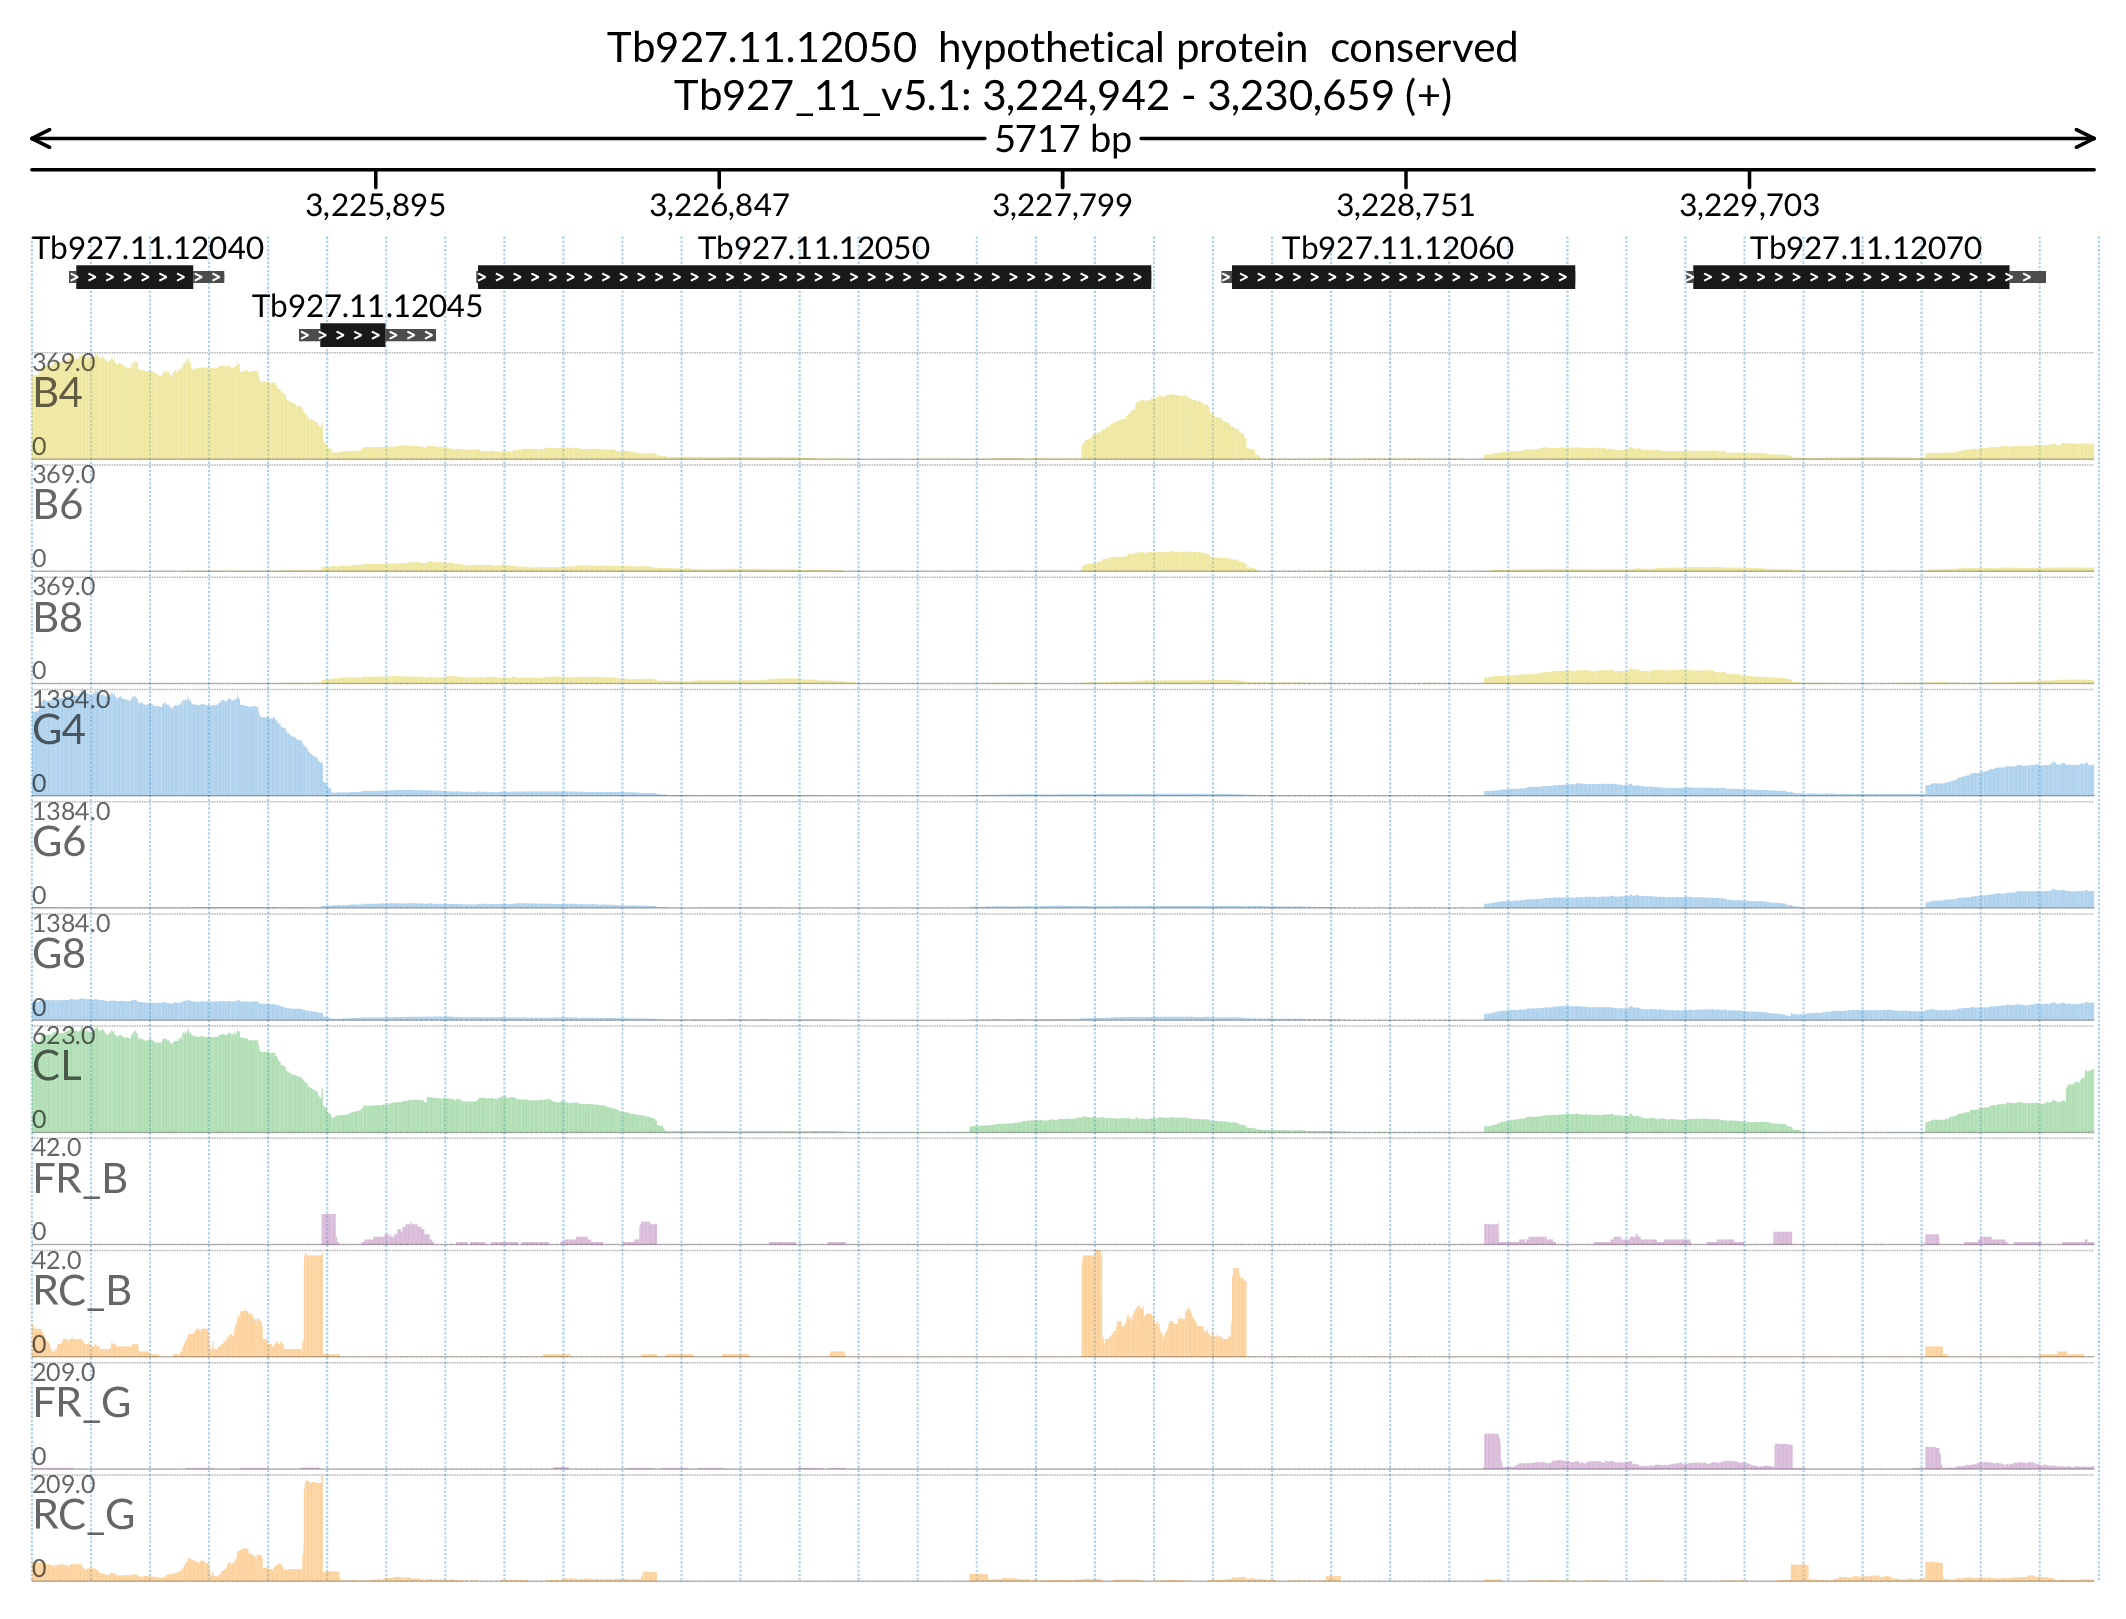 Tb927.11.12050  hypothetical protein  conserved
Tb927_11_v5.1: 3,224,942 - 3,230,659 (+)
5717 bp
3,225,895 3,226,847 3,227,799 3,228,751 3,229,703
Tb927.11.12040 Tb927.11.12050 Tb927.11.12060 Tb927.11.12070
Tb927.11.12045
369.0
B4
0
369.0
B6
0
369.0
B8
0
1384.0
G4
0
1384.0
G6
0
1384.0
G8
0
623.0
CL
0
42.0
FR_B
0
42.0
RC_B
0
209.0
FR_G
0
209.0
RC_G
0